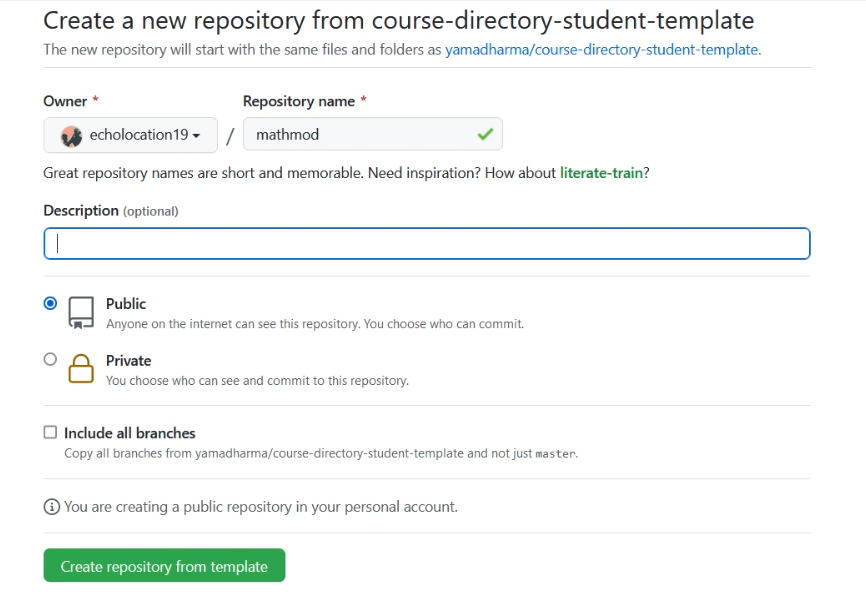 Create a new repository from course-directory-student-template
The new repository will start with the same files and folders as yamadharma/course-directory-student-template.
Owner * Repository name *
echolocation19 / mathmod
Great repository names are short and memorable. Need inspiration? How about literate-train?
Description (optional)
Public
Anyone on the internet can see this repository. You choose who can commit.
Private
You choose who can see and commit to this repository.
Include all branches
Copy all branches from yamadharma/course-directory-student-template and not just master.
You are creating a public repository in your personal account.
Create repository from template